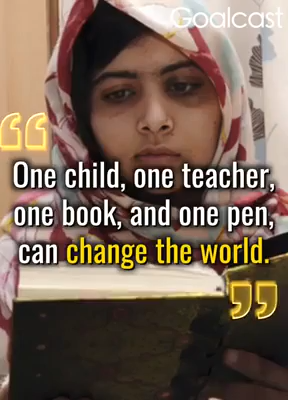 Goalcast
“
One child, one teacher,
one book, and one pen,
can change the world.
”